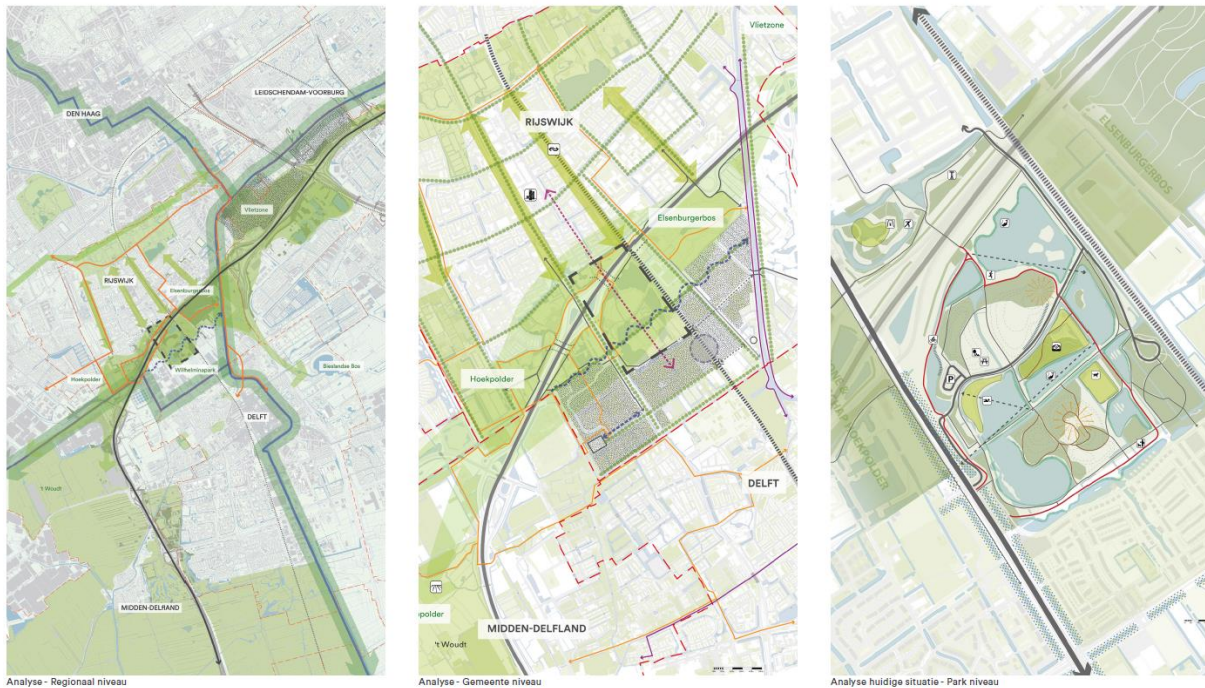 DEN HAAG
LEIDSCHENDAM-VOORBURG
Vlietzone
RIJSWIJK
Elsenburgerbos
Hoekpolder
Wilhelminapark
Bieslandse Bos
DELFT
't Woudt
MIDDEN-DELFLAND
Analyse - Regionaal niveau
Vlietzone
RIJSWIJK
Elsenburgerbos
Hoekpolder
DELFT
MIDDEN-DELFLAND
't Woudt
Analyse - Gemeente niveau
ELSENBURGERBOS
P
Analyse huidige situatie - Park niveau